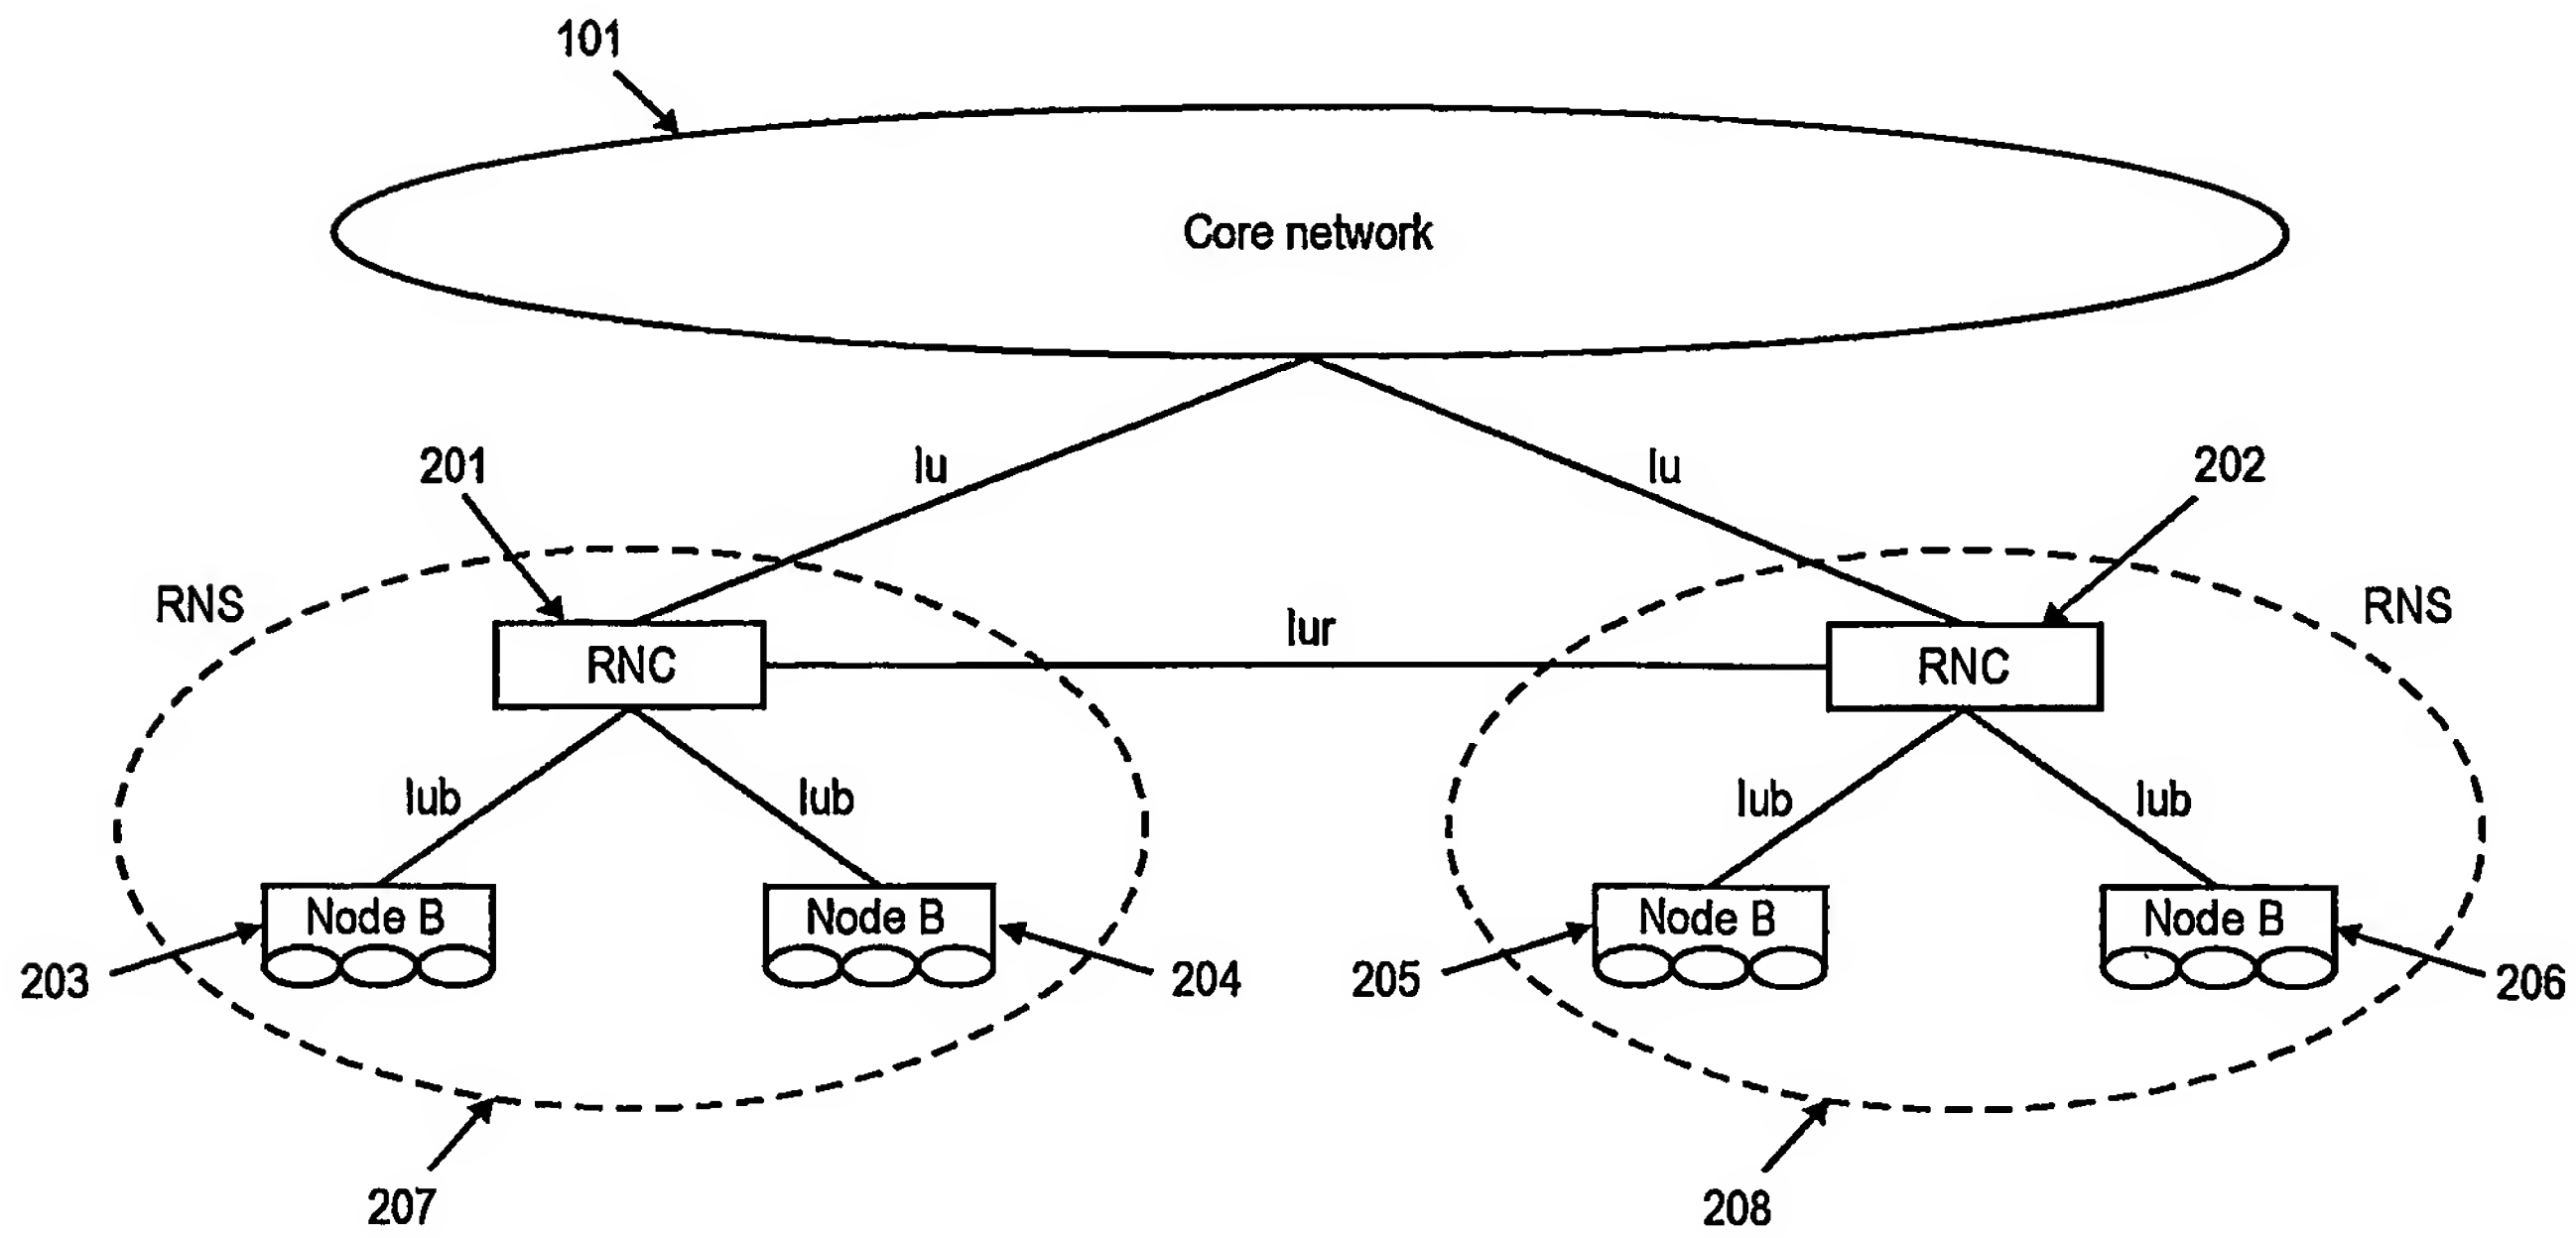 101
Core network
201
Iu
Iu
202
RNS
RNS
Iur
RNC
RNC
Iub
Iub
Iub
Iub
Node B
Node B
Node B
Node B
203
204
205
206
207
208